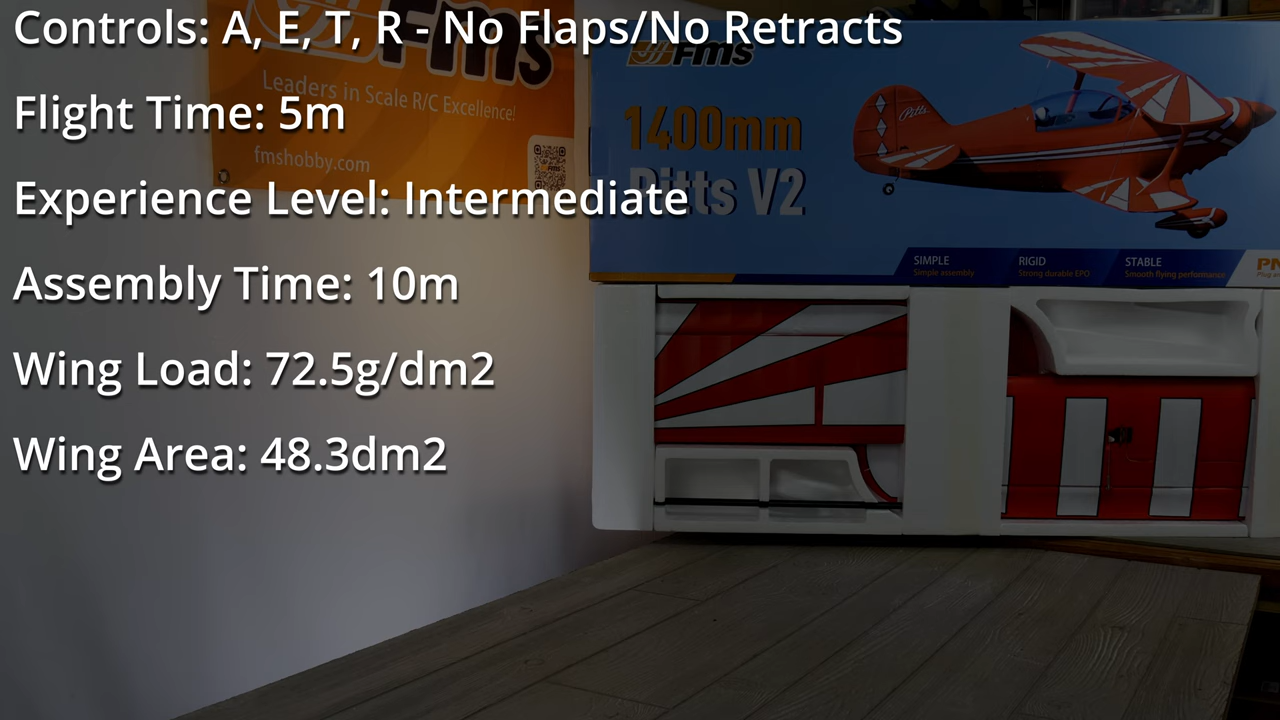 Controls: A, E, T, R - No Flaps/No Retracts
Flight Time: 5m
Experience Level: Intermediate
Assembly Time: 10m
Wing Load: 72.5g/dm2
Wing Area: 48.3dm2
Fms
Leaders in Scale R/C Excellence!
fmshobby.com
Fms
1400mm
Pitts V2
Pitts
SIMPLE
Simple assembly
RIGID
Strong durable EPO
STABLE
Smooth flying performance